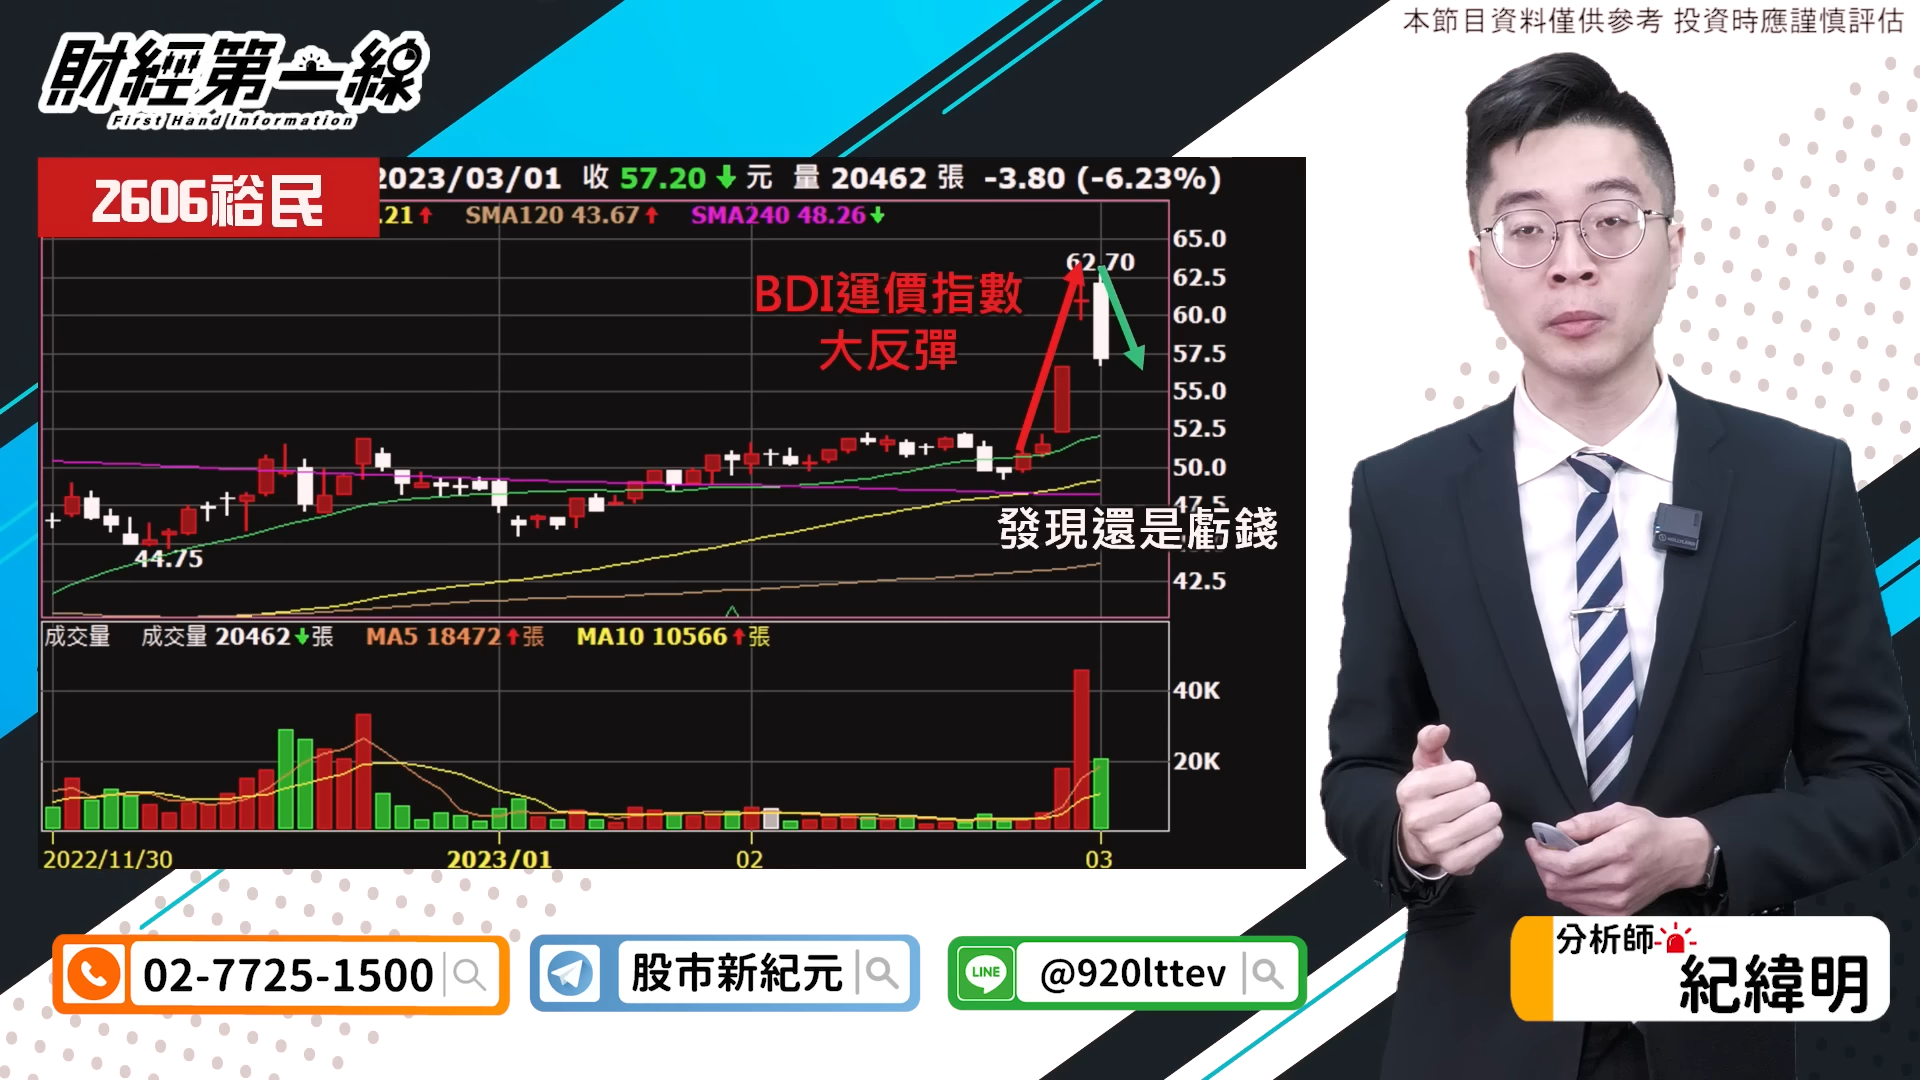 本節目資料僅供參考 投資時應謹慎評估
財經第一線
First Hand Information
2606裕民
2023/03/01 收 57.20 元 量 20462 張 -3.80 (-6.23%)
.21 SMA120 43.67 SMA240 48.26
65.0
62.70
62.5
60.0
57.5
55.0
52.5
50.0
47.5
42.5
BDI運價指數
大反彈
發現還是虧錢
44.75
成交量 成交量 20462 張 MA5 18472 張 MA10 10566 張
40K
20K
2022/11/30 2023/01 02 03
02-7725-1500
股市新紀元
LINE @920lttev
分析師
紀緯明